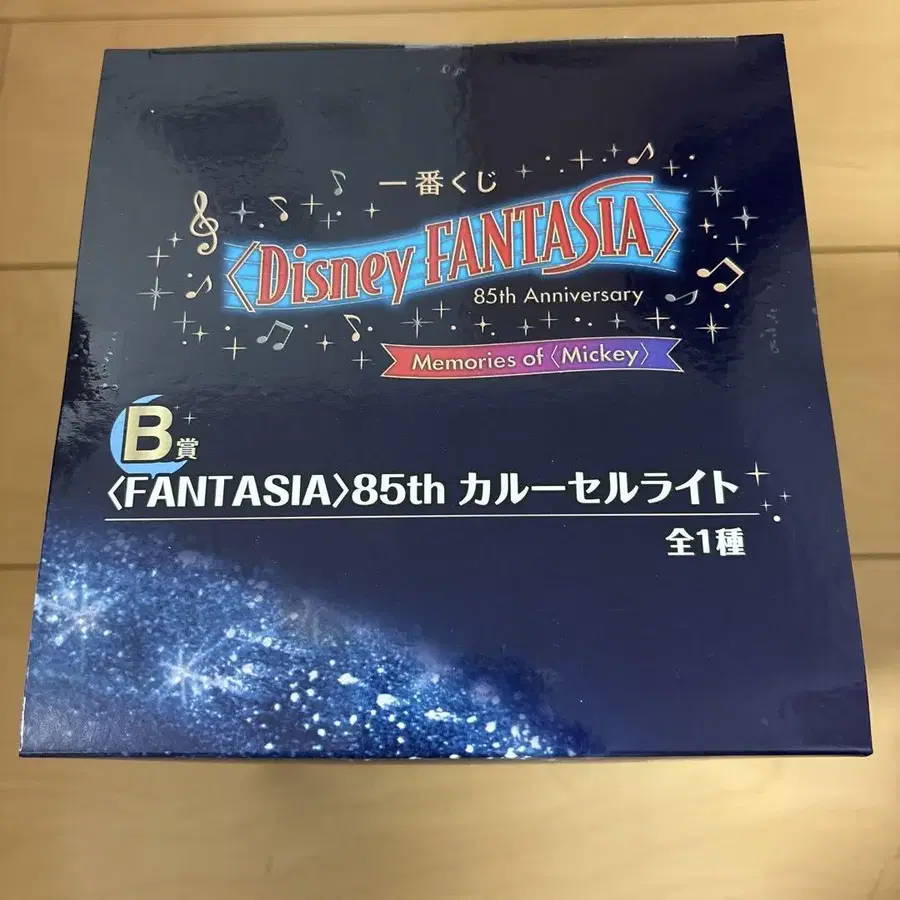 一番くじ
〈Disney FANTASIA〉
85th Anniversary
Memories of〈Mickey〉
B賞
〈FANTASIA〉85th カルーセルライト
全1種